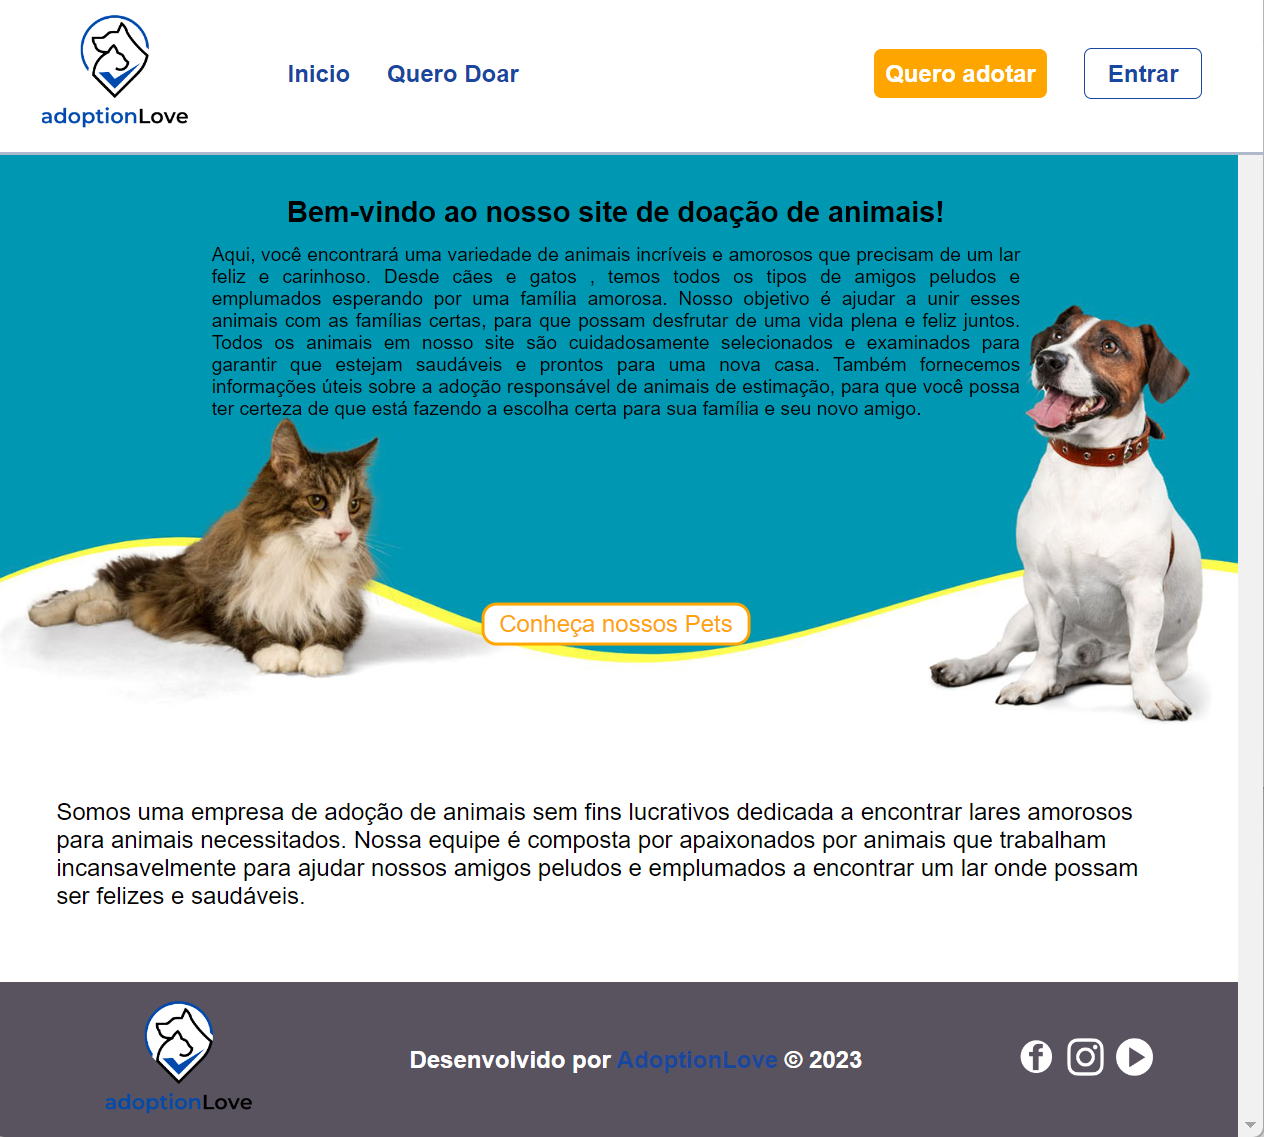 adoptionLove
Inicio
Quero Doar
Quero adotar
Entrar
Bem-vindo ao nosso site de doação de animais!
Aqui, você encontrará uma variedade de animais incríveis e amorosos que precisam de um lar
feliz e carinhoso. Desde cães e gatos , temos todos os tipos de amigos peludos e
emplumados esperando por uma família amorosa. Nosso objetivo é ajudar a unir esses
animais com as famílias certas, para que possam desfrutar de uma vida plena e feliz juntos.
Todos os animais em nosso site são cuidadosamente selecionados e examinados para
garantir que estejam saudáveis e prontos para uma nova casa. Também fornecemos
informações úteis sobre a adoção responsável de animais de estimação, para que você possa
ter certeza de que está fazendo a escolha certa para sua família e seu novo amigo.
Conheça nossos Pets
Somos uma empresa de adoção de animais sem fins lucrativos dedicada a encontrar lares amorosos
para animais necessitados. Nossa equipe é composta por apaixonados por animais que trabalham
incansavelmente para ajudar nossos amigos peludos e emplumados a encontrar um lar onde possam
ser felizes e saudáveis.
adoptionLove
Desenvolvido por AdoptionLove © 2023